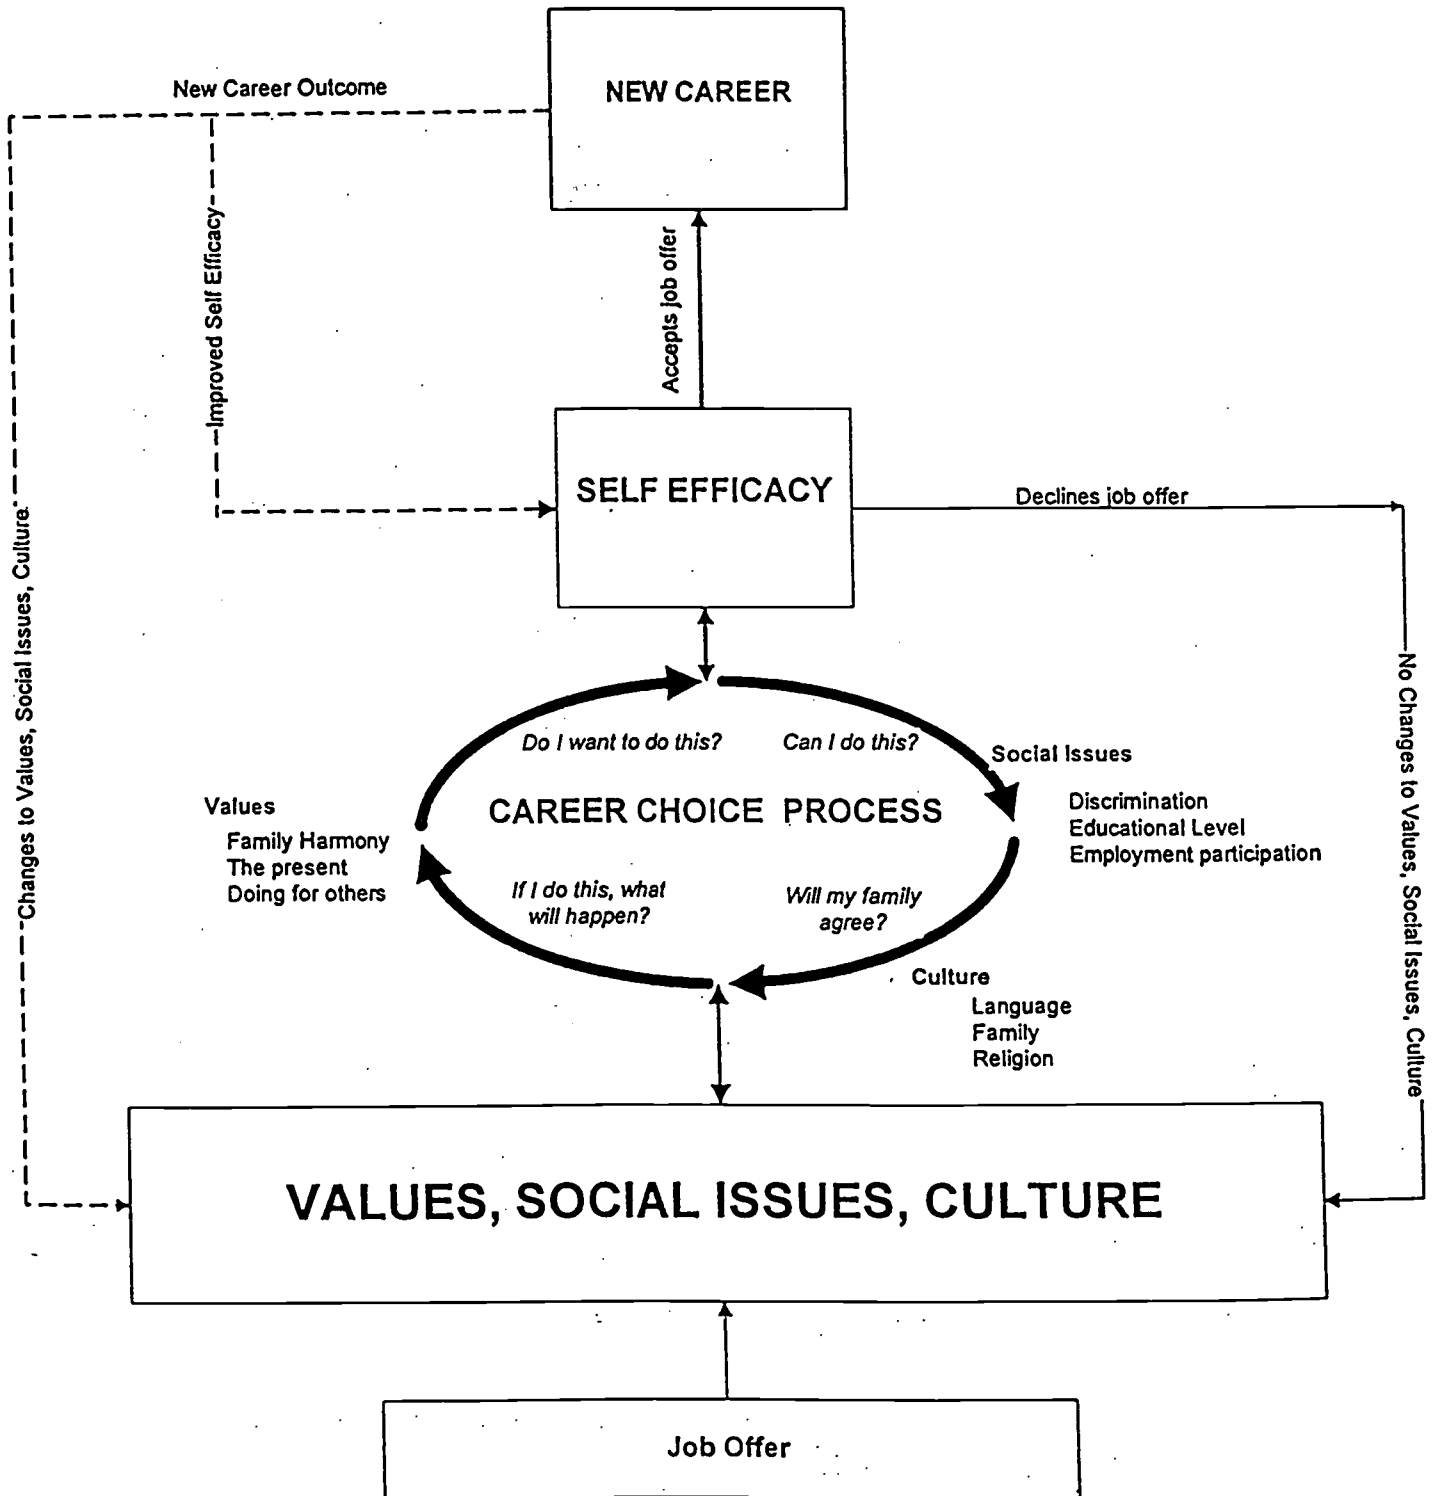 New Career Outcome
NEW CAREER
Improved Self Efficacy
Accepts job offer
SELF EFFICACY
Declines job offer
Changes to Values, Social Issues, Culture
No Changes to Values, Social Issues, Culture
Do I want to do this?
Can I do this?
Social Issues
Discrimination
Educational Level
Employment participation
Values
Family Harmony
The present
Doing for others
CAREER CHOICE PROCESS
If I do this, what
will happen?
Will my family
agree?
Culture
Language
Family
Religion
VALUES, SOCIAL ISSUES, CULTURE
Job Offer